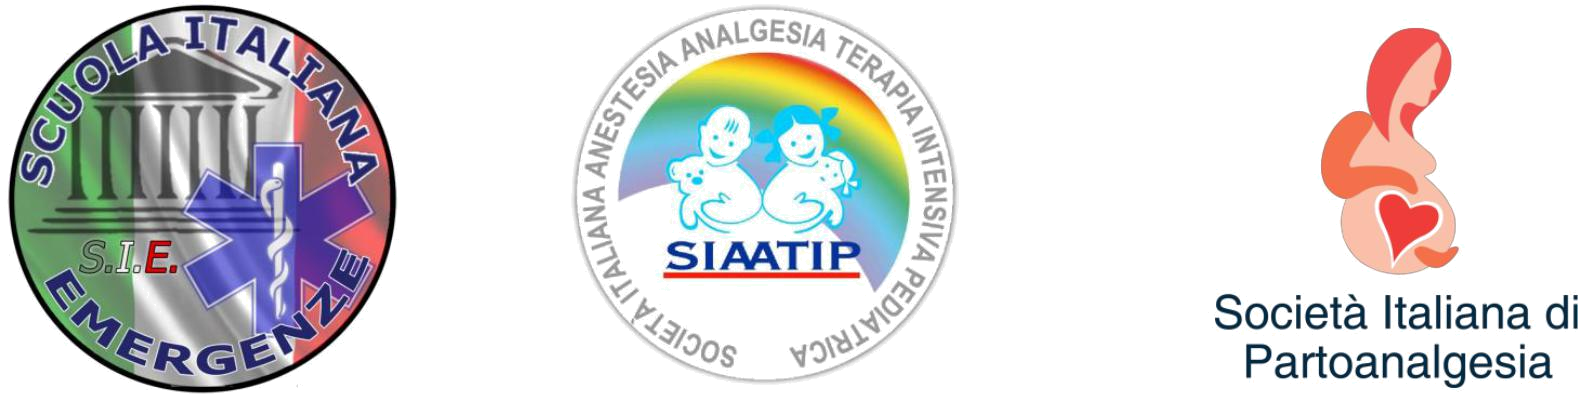 SCUOLA ITALIANA
S.I.E.
EMERGENZE
SOCIETÀ ITALIANA ANESTESIA ANALGESIA TERAPIA INTENSIVA PEDIATRICA
SIAATIP
Società Italiana di
Partoanalgesia